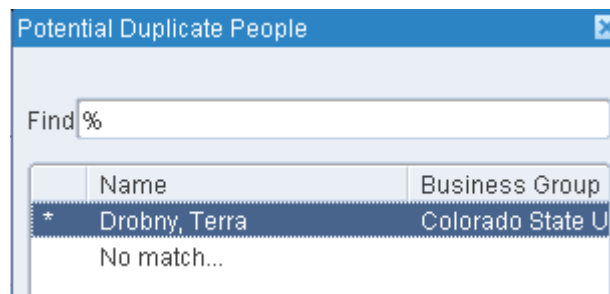 Potential Duplicate People
Find %
Name Business Group
* Drobny, Terra Colorado State U
No match...